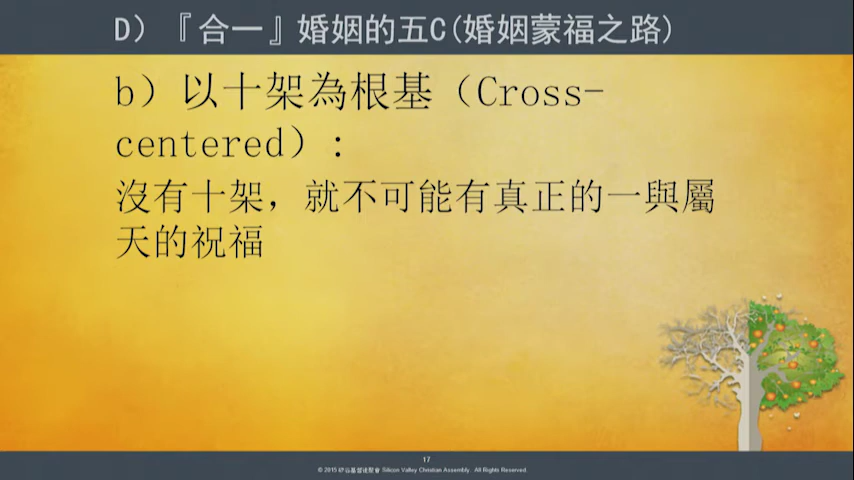 D）『合一』婚姻的五C(婚姻蒙福之路)
b）以十架為根基（Cross-
centered）:
沒有十架，就不可能有真正的一與屬
天的祝福
17
© 2015 矽谷基督徒聚會 Silicon Valley Christian Assembly. All Rights Reserved.